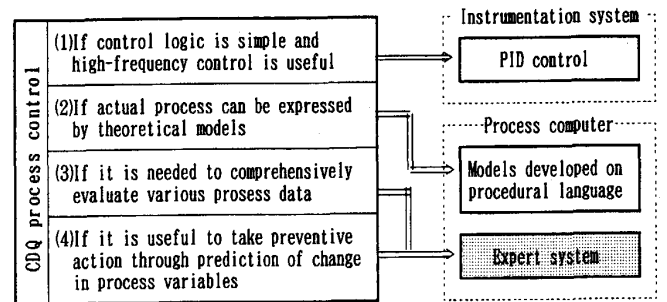 CDQ process control
(1)If control logic is simple and
high-frequency control is useful
(2)If actual process can be expressed
by theoretical models
(3)If it is needed to comprehensively
evaluate various prosess data
(4)If it is useful to take preventive
action through prediction of change
in process variables
Instrumentation system
PID control
Process computer
Models developed on
procedural language
Expert system